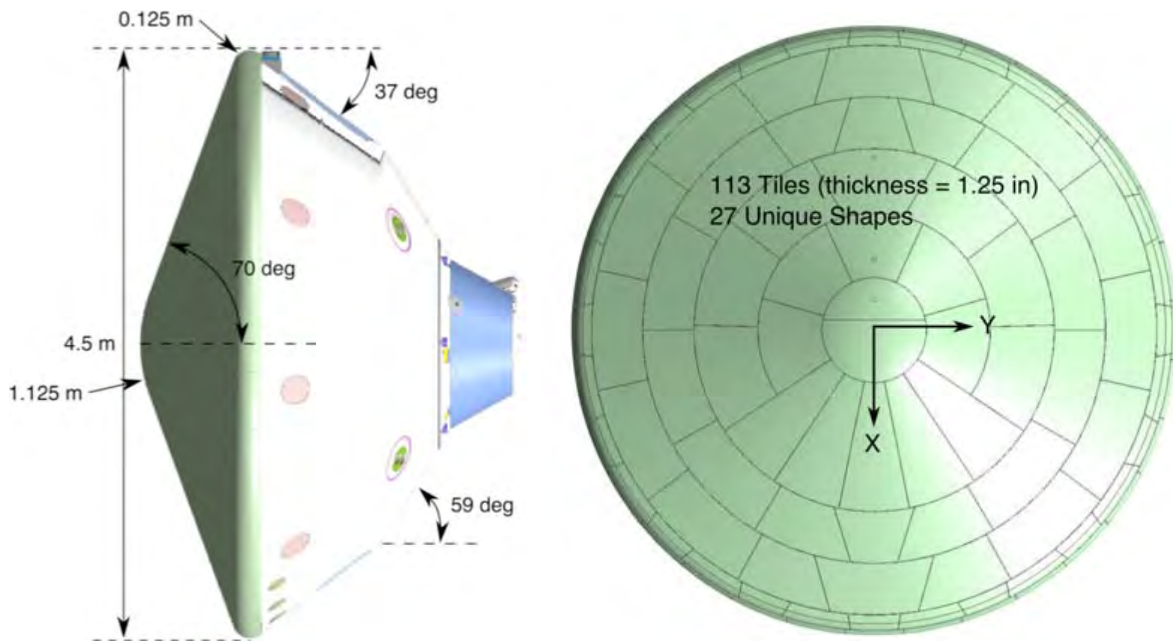 0.125 m
37 deg
70 deg
4.5 m
1.125 m
59 deg
113 Tiles (thickness = 1.25 in)
27 Unique Shapes
Y
X